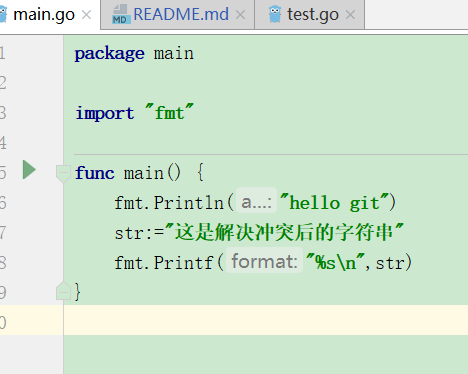 main.go × README.md × test.go ×
1 package main
2
3 import "fmt"
4
5 func main() {
6 fmt.Println( a...: "hello git")
7 str:="这是解决冲突后的字符串"
8 fmt.Printf( format: "%s\n",str)
9 }
0